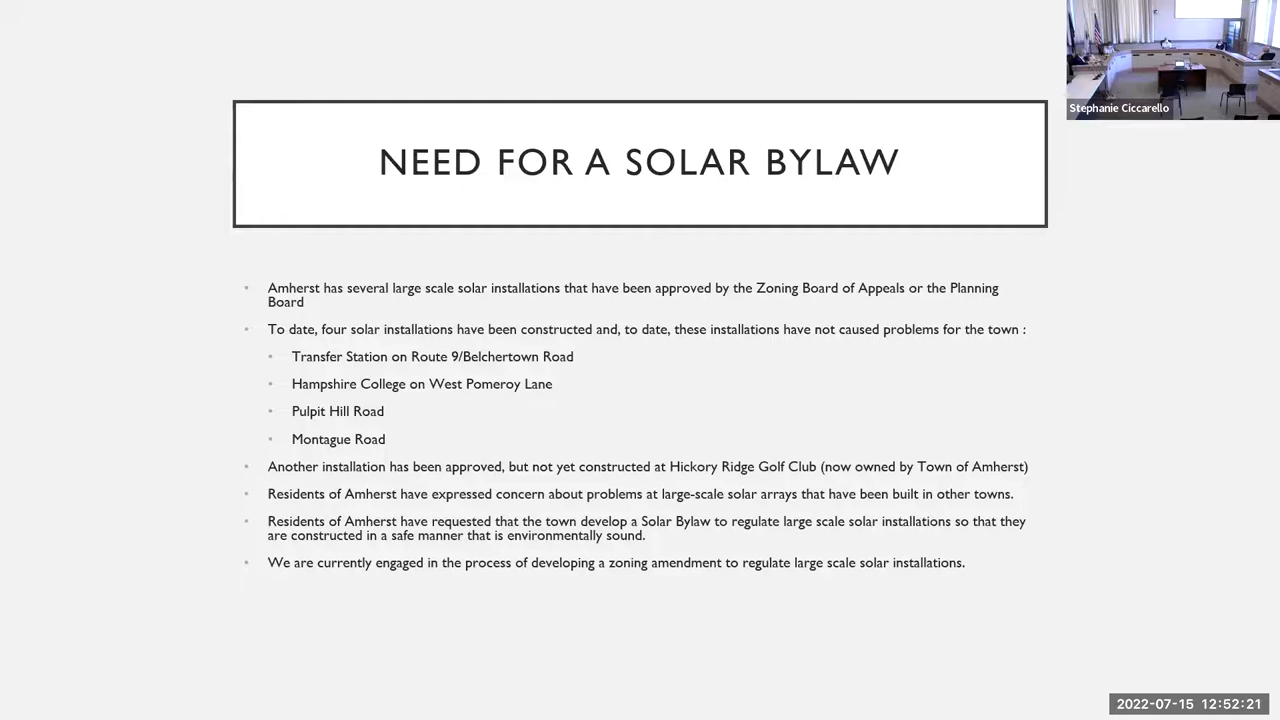 Stephanie Ciccarello
NEED FOR A SOLAR BYLAW
• Amherst has several large scale solar installations that have been approved by the Zoning Board of Appeals or the Planning
Board
• To date, four solar installations have been constructed and, to date, these installations have not caused problems for the town :
• Transfer Station on Route 9/Belchertown Road
• Hampshire College on West Pomeroy Lane
• Pulpit Hill Road
• Montague Road
• Another installation has been approved, but not yet constructed at Hickory Ridge Golf Club (now owned by Town of Amherst)
• Residents of Amherst have expressed concern about problems at large-scale solar arrays that have been built in other towns.
• Residents of Amherst have requested that the town develop a Solar Bylaw to regulate large scale solar installations so that they
are constructed in a safe manner that is environmentally sound.
• We are currently engaged in the process of developing a zoning amendment to regulate large scale solar installations.
2022-07-15 12:52:21